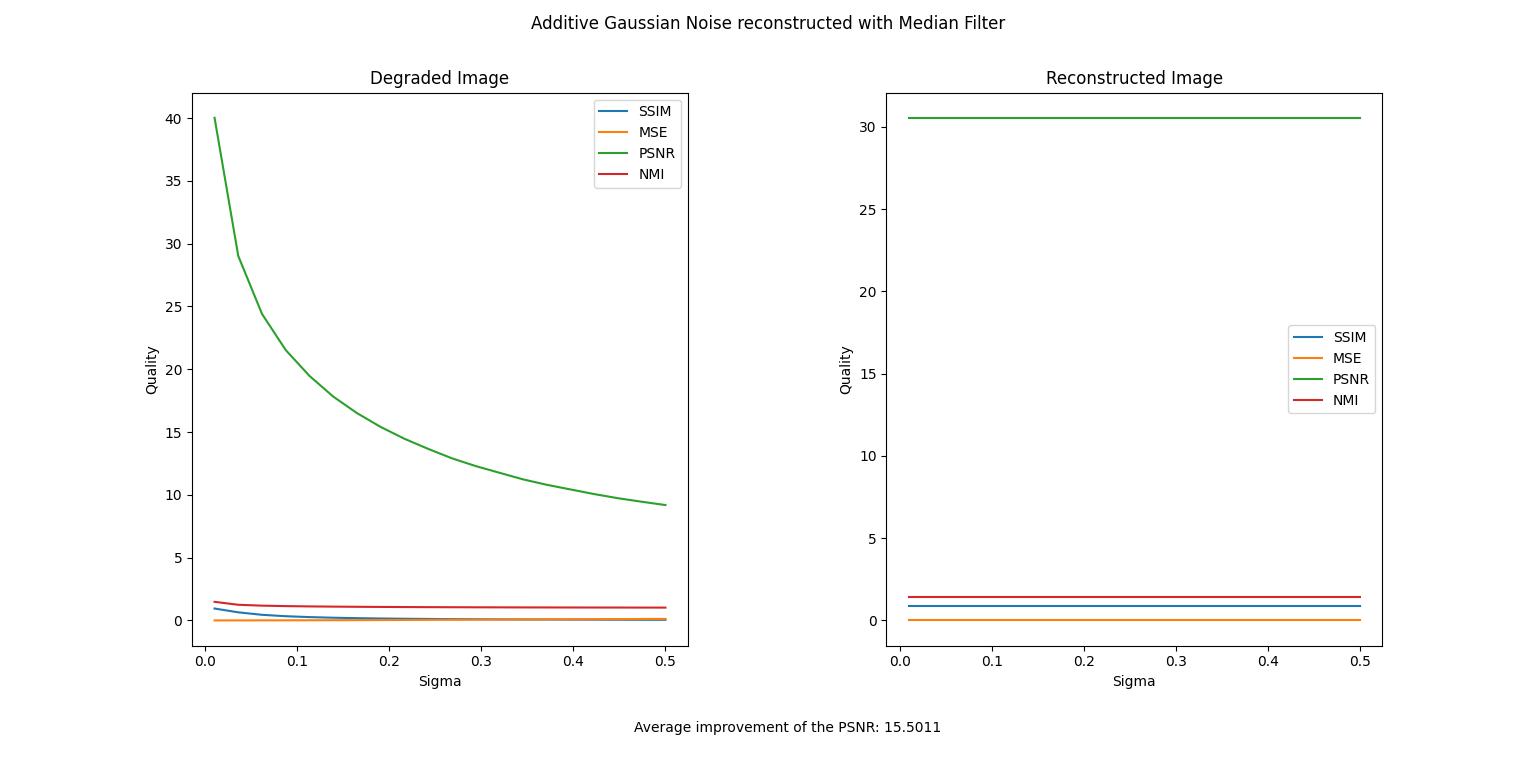 Additive Gaussian Noise reconstructed with Median Filter
Degraded Image
40
35
30
25
20
15
10
5
0
Quality
0.0 0.1 0.2 0.3 0.4 0.5
Sigma
SSIM
MSE
PSNR
NMI
Reconstructed Image
30
25
20
15
10
5
0
Quality
0.0 0.1 0.2 0.3 0.4 0.5
Sigma
SSIM
MSE
PSNR
NMI
Average improvement of the PSNR: 15.5011